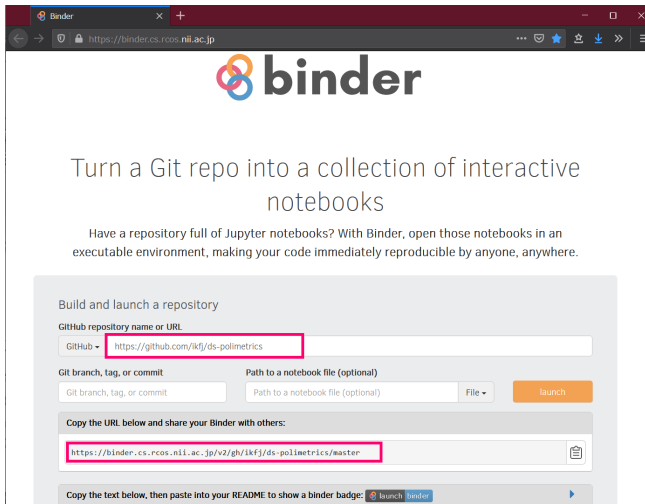 Binder
https://binder.cs.rcos.nii.ac.jp
binder
Turn a Git repo into a collection of interactive
notebooks
Have a repository full of Jupyter notebooks? With Binder, open those notebooks in an
executable environment, making your code immediately reproducible by anyone, anywhere.
Build and launch a repository
GitHub repository name or URL
GitHub https://github.com/ikfj/ds-polimetrics
Git branch, tag, or commit Path to a notebook file (optional)
Git branch, tag, or commit Path to a notebook file (optional) File launch
Copy the URL below and share your Binder with others:
https://binder.cs.rcos.nii.ac.jp/v2/gh/ikfj/ds-polimetrics/master
Copy the text below, then paste into your README to show a binder badge: launch binder